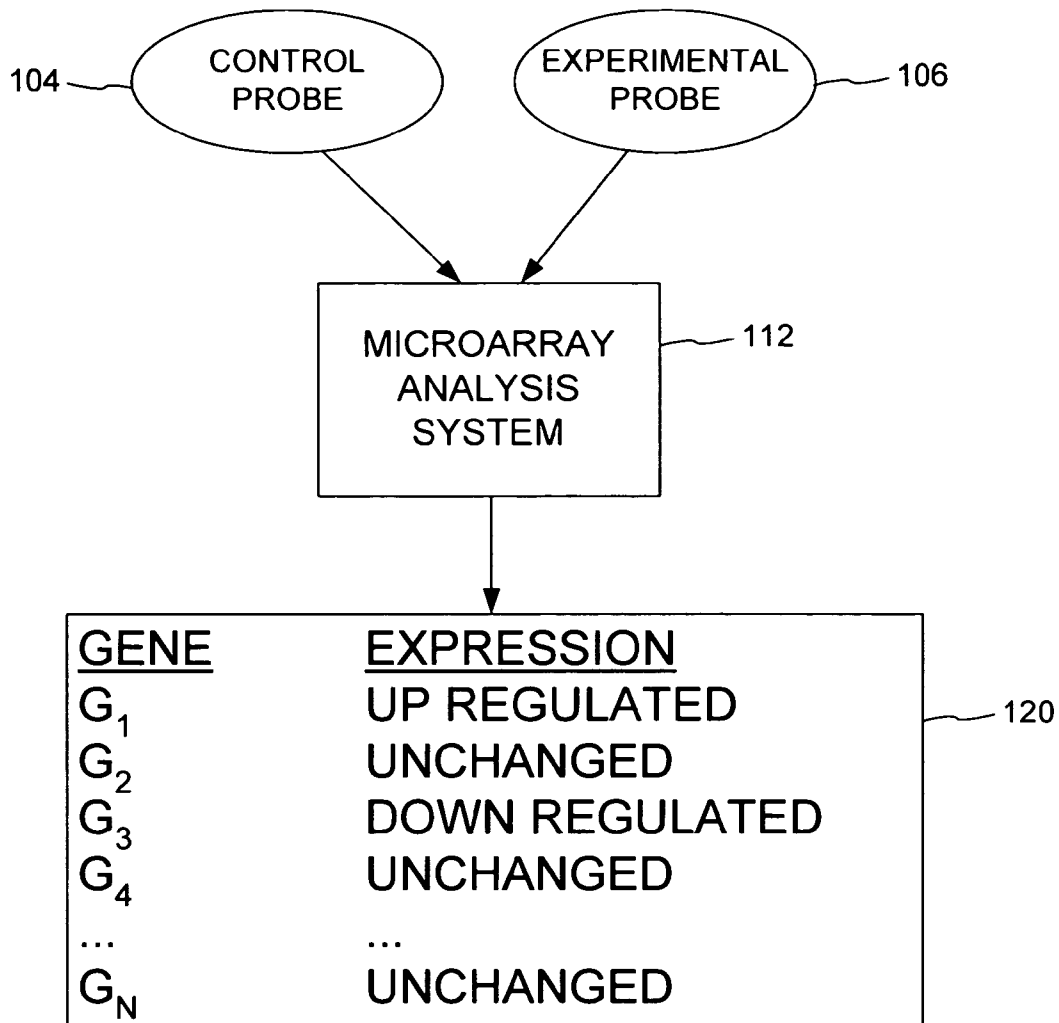 CONTROL
PROBE
EXPERIMENTAL
PROBE
104
106
MICROARRAY
ANALYSIS
SYSTEM
112
GENE EXPRESSION
G₁ UP REGULATED
G₂ UNCHANGED
G₃ DOWN REGULATED
G₄ UNCHANGED
... ...
G_N UNCHANGED
120